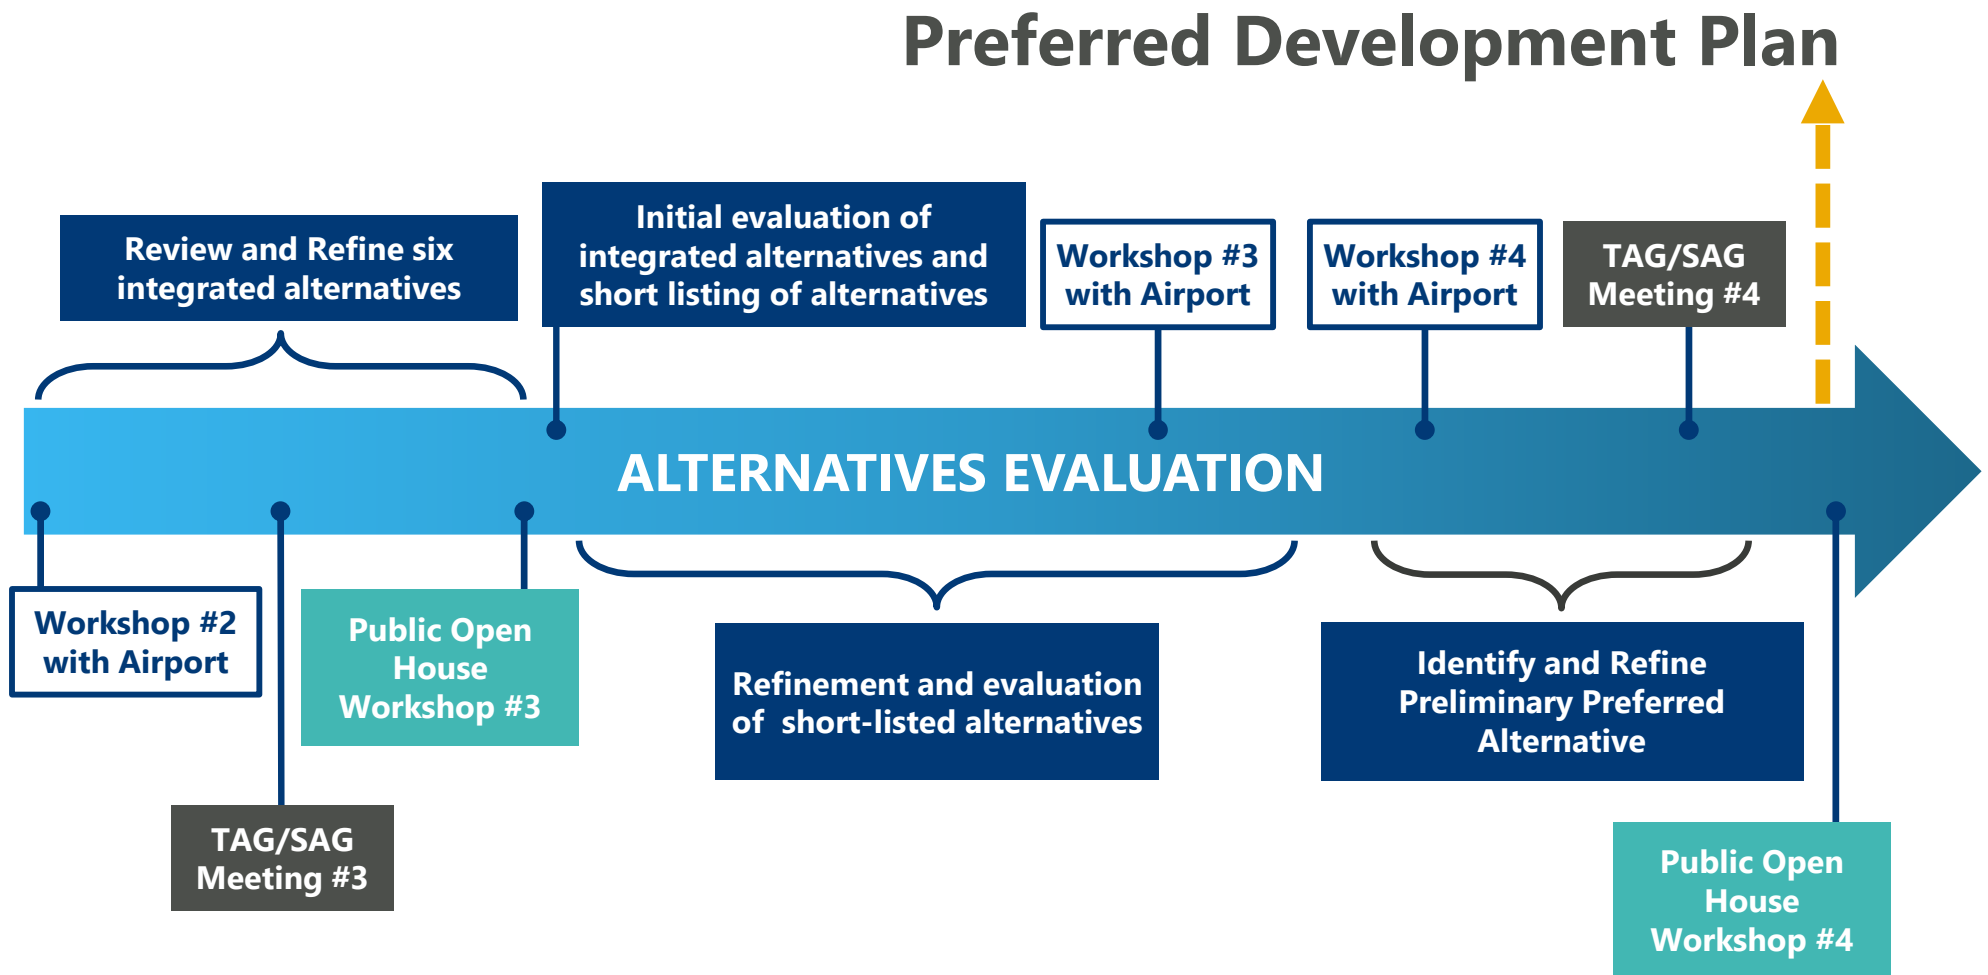 Preferred Development Plan
Review and Refine six
integrated alternatives
Initial evaluation of
integrated alternatives and
short listing of alternatives
Workshop #3
with Airport
Workshop #4
with Airport
TAG/SAG
Meeting #4
ALTERNATIVES EVALUATION
Workshop #2
with Airport
TAG/SAG
Meeting #3
Public Open
House
Workshop #3
Refinement and evaluation
of short-listed alternatives
Identify and Refine
Preliminary Preferred
Alternative
Public Open
House
Workshop #4